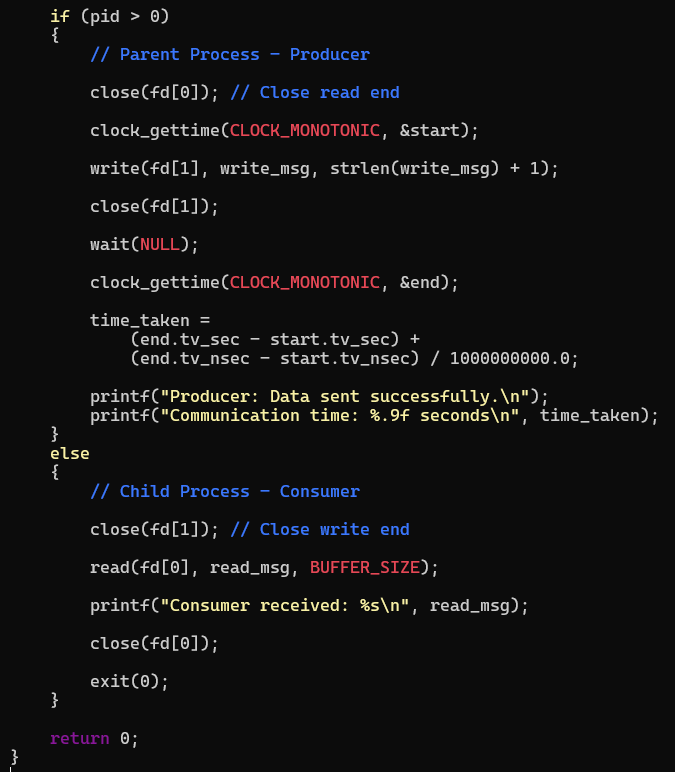 if (pid > 0)
{
// Parent Process - Producer
close(fd[0]); // Close read end
clock_gettime(CLOCK_MONOTONIC, &start);
write(fd[1], write_msg, strlen(write_msg) + 1);
close(fd[1]);
wait(NULL);
clock_gettime(CLOCK_MONOTONIC, &end);
time_taken =
(end.tv_sec - start.tv_sec) +
(end.tv_nsec - start.tv_nsec) / 1000000000.0;
printf("Producer: Data sent successfully.\n");
printf("Communication time: %.9f seconds\n", time_taken);
}
else
{
// Child Process - Consumer
close(fd[1]); // Close write end
read(fd[0], read_msg, BUFFER_SIZE);
printf("Consumer received: %s\n", read_msg);
close(fd[0]);
exit(0);
}
return 0;
}